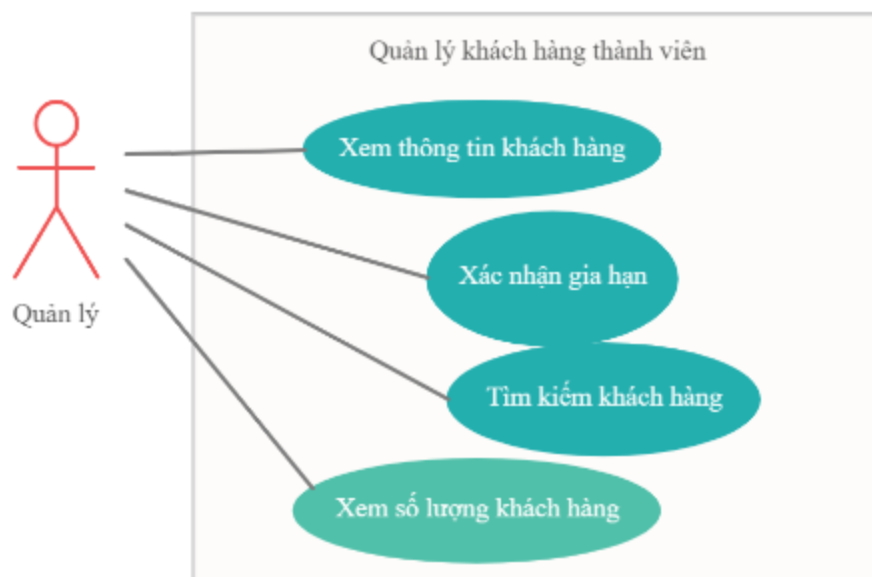 Quản lý khách hàng thành viên
Xem thông tin khách hàng
Xác nhận gia hạn
Quản lý
Tìm kiếm khách hàng
Xem số lượng khách hàng